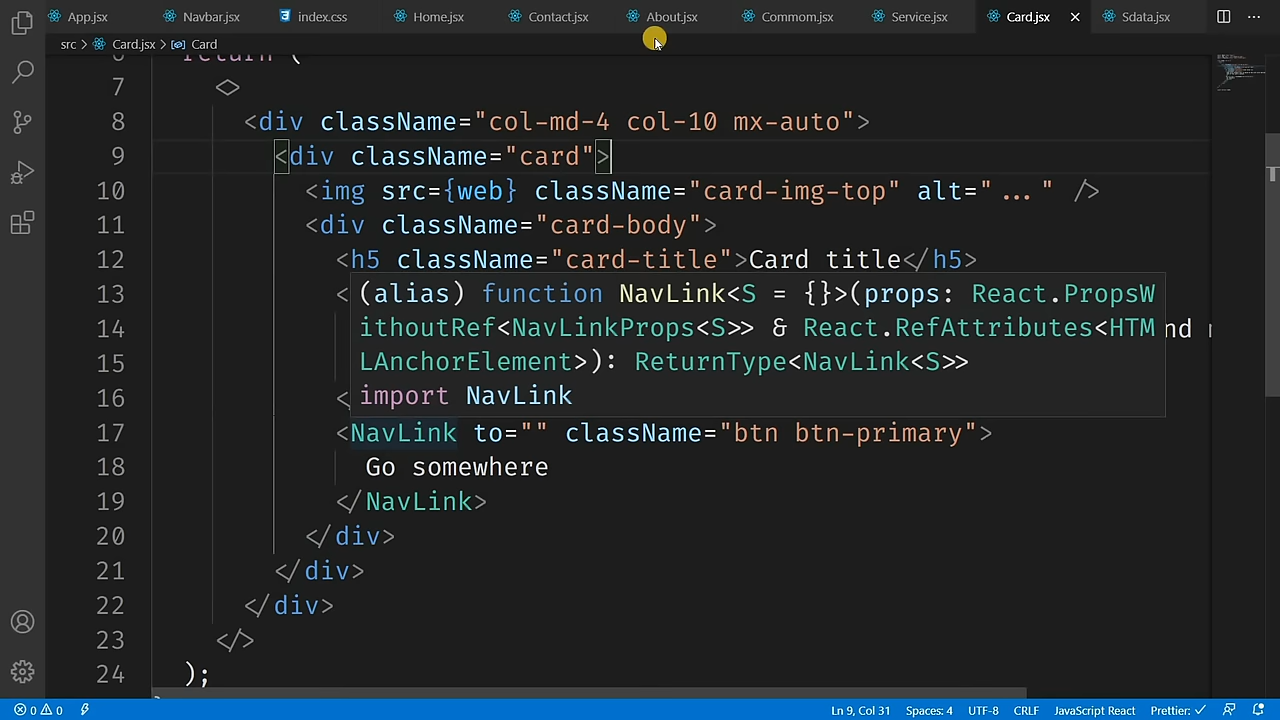 App.jsx Navbar.jsx index.css Home.jsx Contact.jsx About.jsx Commom.jsx Service.jsx Card.jsx Sdata.jsx
src > Card.jsx > Card
return (
7 <>
8 <div className="col-md-4 col-10 mx-auto">
9 <div className="card">
10 <img src={web} className="card-img-top" alt="..." />
11 <div className="card-body">
12 <h5 className="card-title">Card title</h5>
13 <
(alias) function NavLink<S = {}>(props: React.PropsW
14 ithoutRef<NavLinkProps<S>> & React.RefAttributes<HTM nd
15 LAnchorElement>): ReturnType<NavLink<S>>
16 <
import NavLink
17 <NavLink to="" className="btn btn-primary">
18 Go somewhere
19 </NavLink>
20 </div>
21 </div>
22 </div>
23 </>
24 );
0 0 Ln 9, Col 31 Spaces: 4 UTF-8 CRLF JavaScript React Prettier: ✓